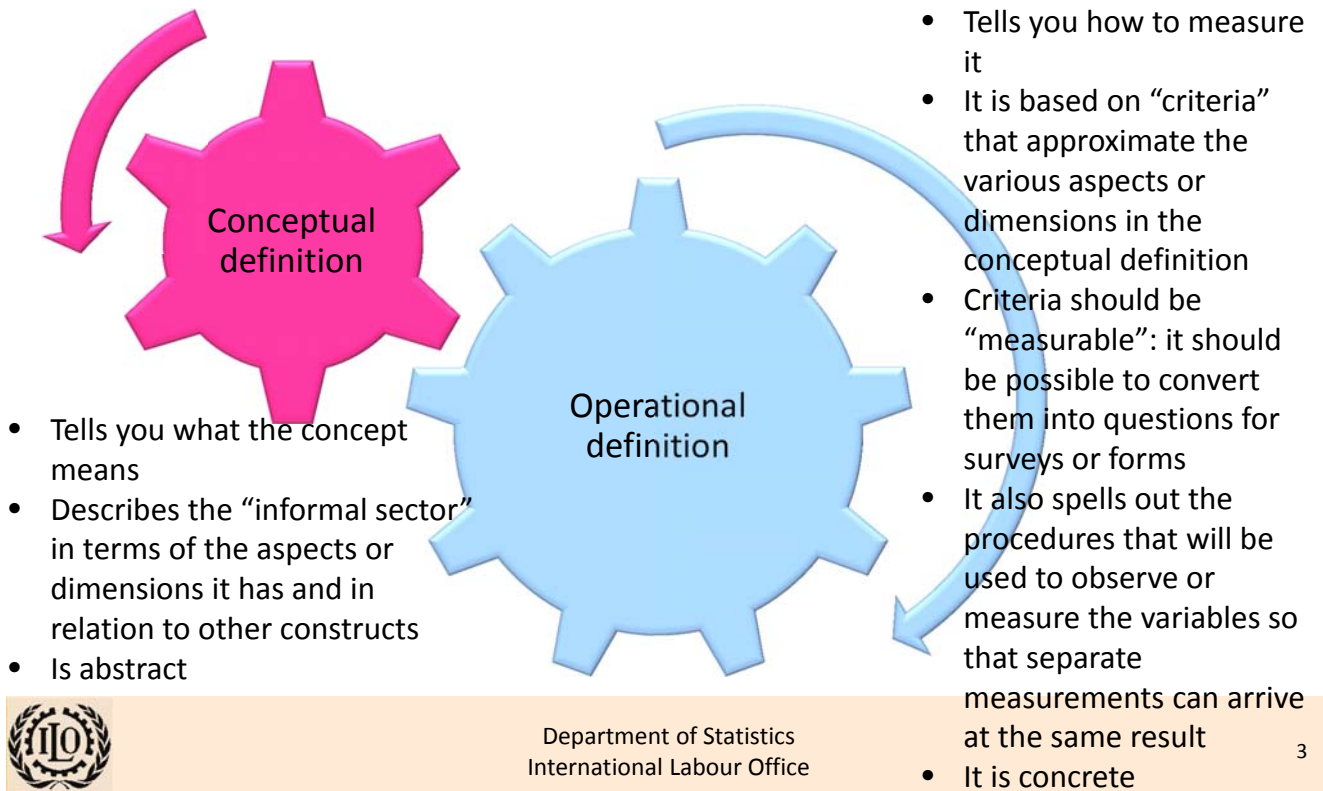 Conceptual
definition
• Tells you what the concept
means
• Describes the “informal sector”
in terms of the aspects or
dimensions it has and in
relation to other constructs
• Is abstract
Operational
definition
• Tells you how to measure
it
• It is based on “criteria”
that approximate the
various aspects or
dimensions in the
conceptual definition
• Criteria should be
“measurable”: it should
be possible to convert
them into questions for
surveys or forms
• It also spells out the
procedures that will be
used to observe or
measure the variables so
that separate
measurements can arrive
at the same result
• It is concrete
ILO
Department of Statistics
International Labour Office
3